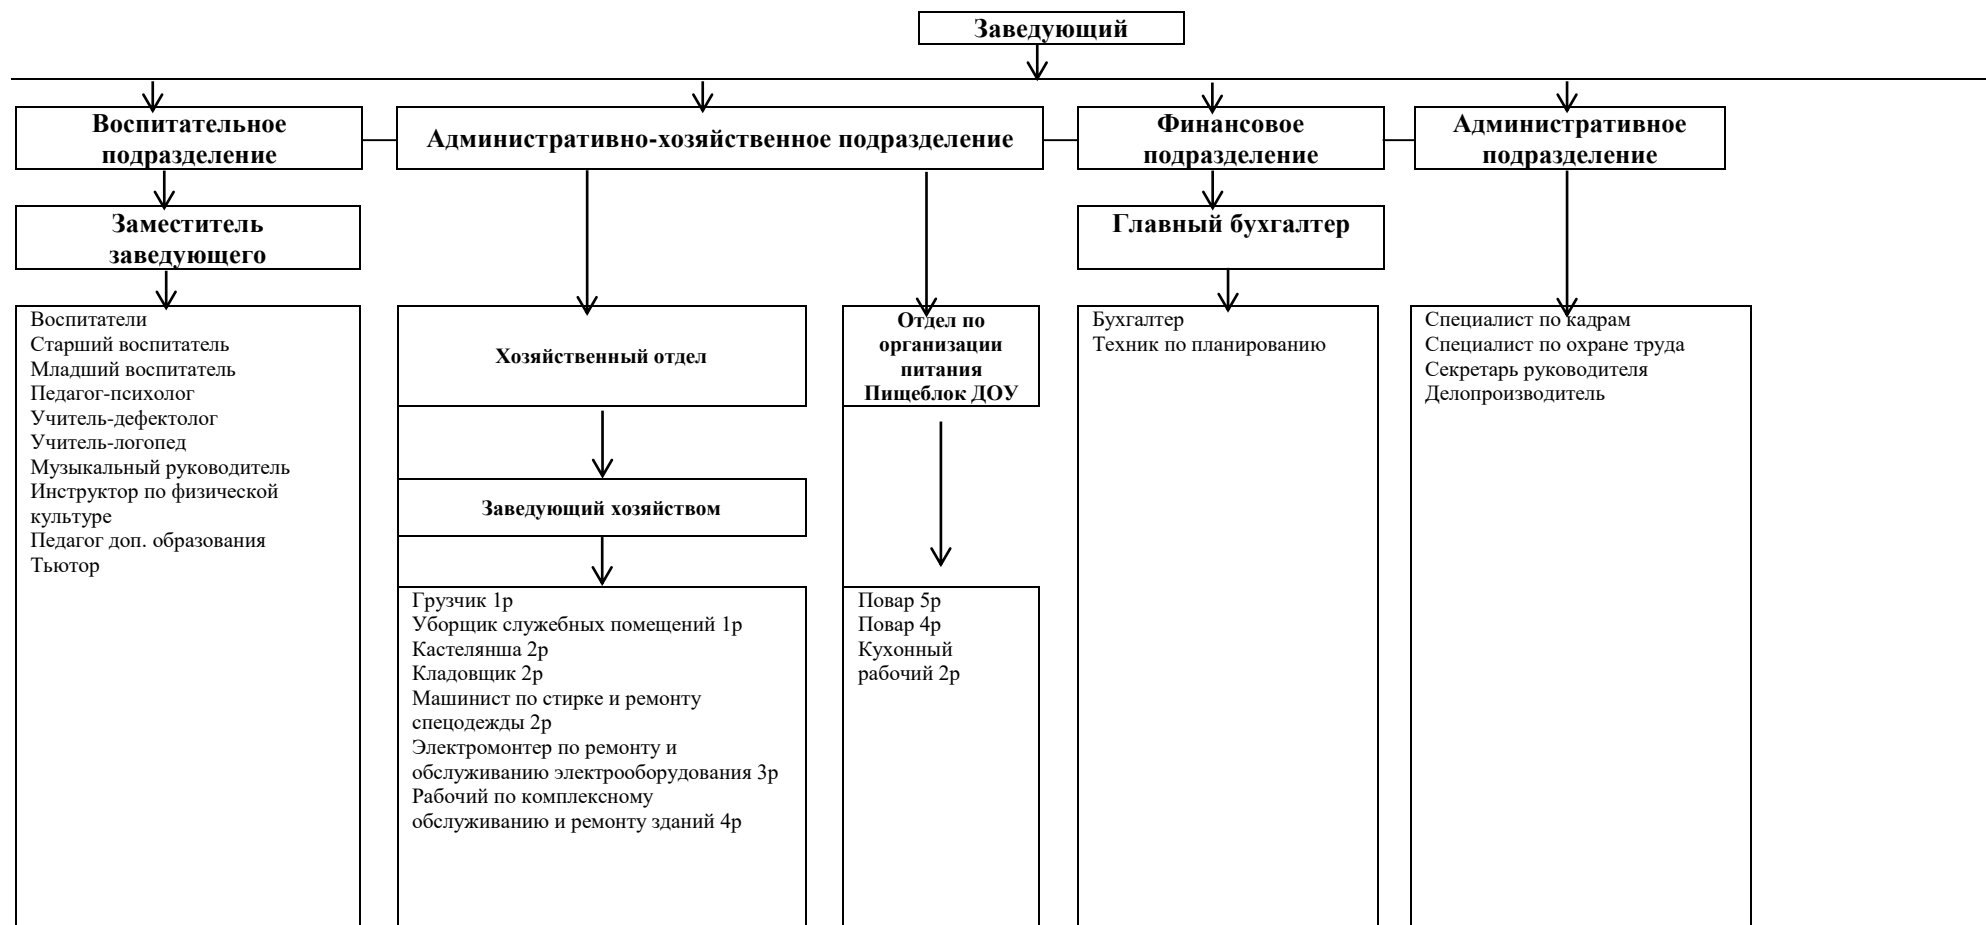 Заведующий
Воспитательное
подразделение
Административно-хозяйственное подразделение
Финансовое
подразделение
Административное
подразделение
Заместитель
заведующего
Главный бухгалтер
Воспитатели
Старший воспитатель
Младший воспитатель
Педагог-психолог
Учитель-дефектолог
Учитель-логопед
Музыкальный руководитель
Инструктор по физической
культуре
Педагог доп. образования
Тьютор
Хозяйственный отдел
Заведующий хозяйством
Грузчик 1р
Уборщик служебных помещений 1р
Кастелянша 2р
Кладовщик 2р
Машинист по стирке и ремонту
спецодежды 2р
Электромонтер по ремонту и
обслуживанию электрооборудования 3р
Рабочий по комплексному
обслуживанию и ремонту зданий 4р
Отдел по
организации
питания
Пищеблок ДОУ
Повар 5р
Повар 4р
Кухонный
рабочий 2р
Бухгалтер
Техник по планированию
Специалист по кадрам
Специалист по охране труда
Секретарь руководителя
Делопроизводитель